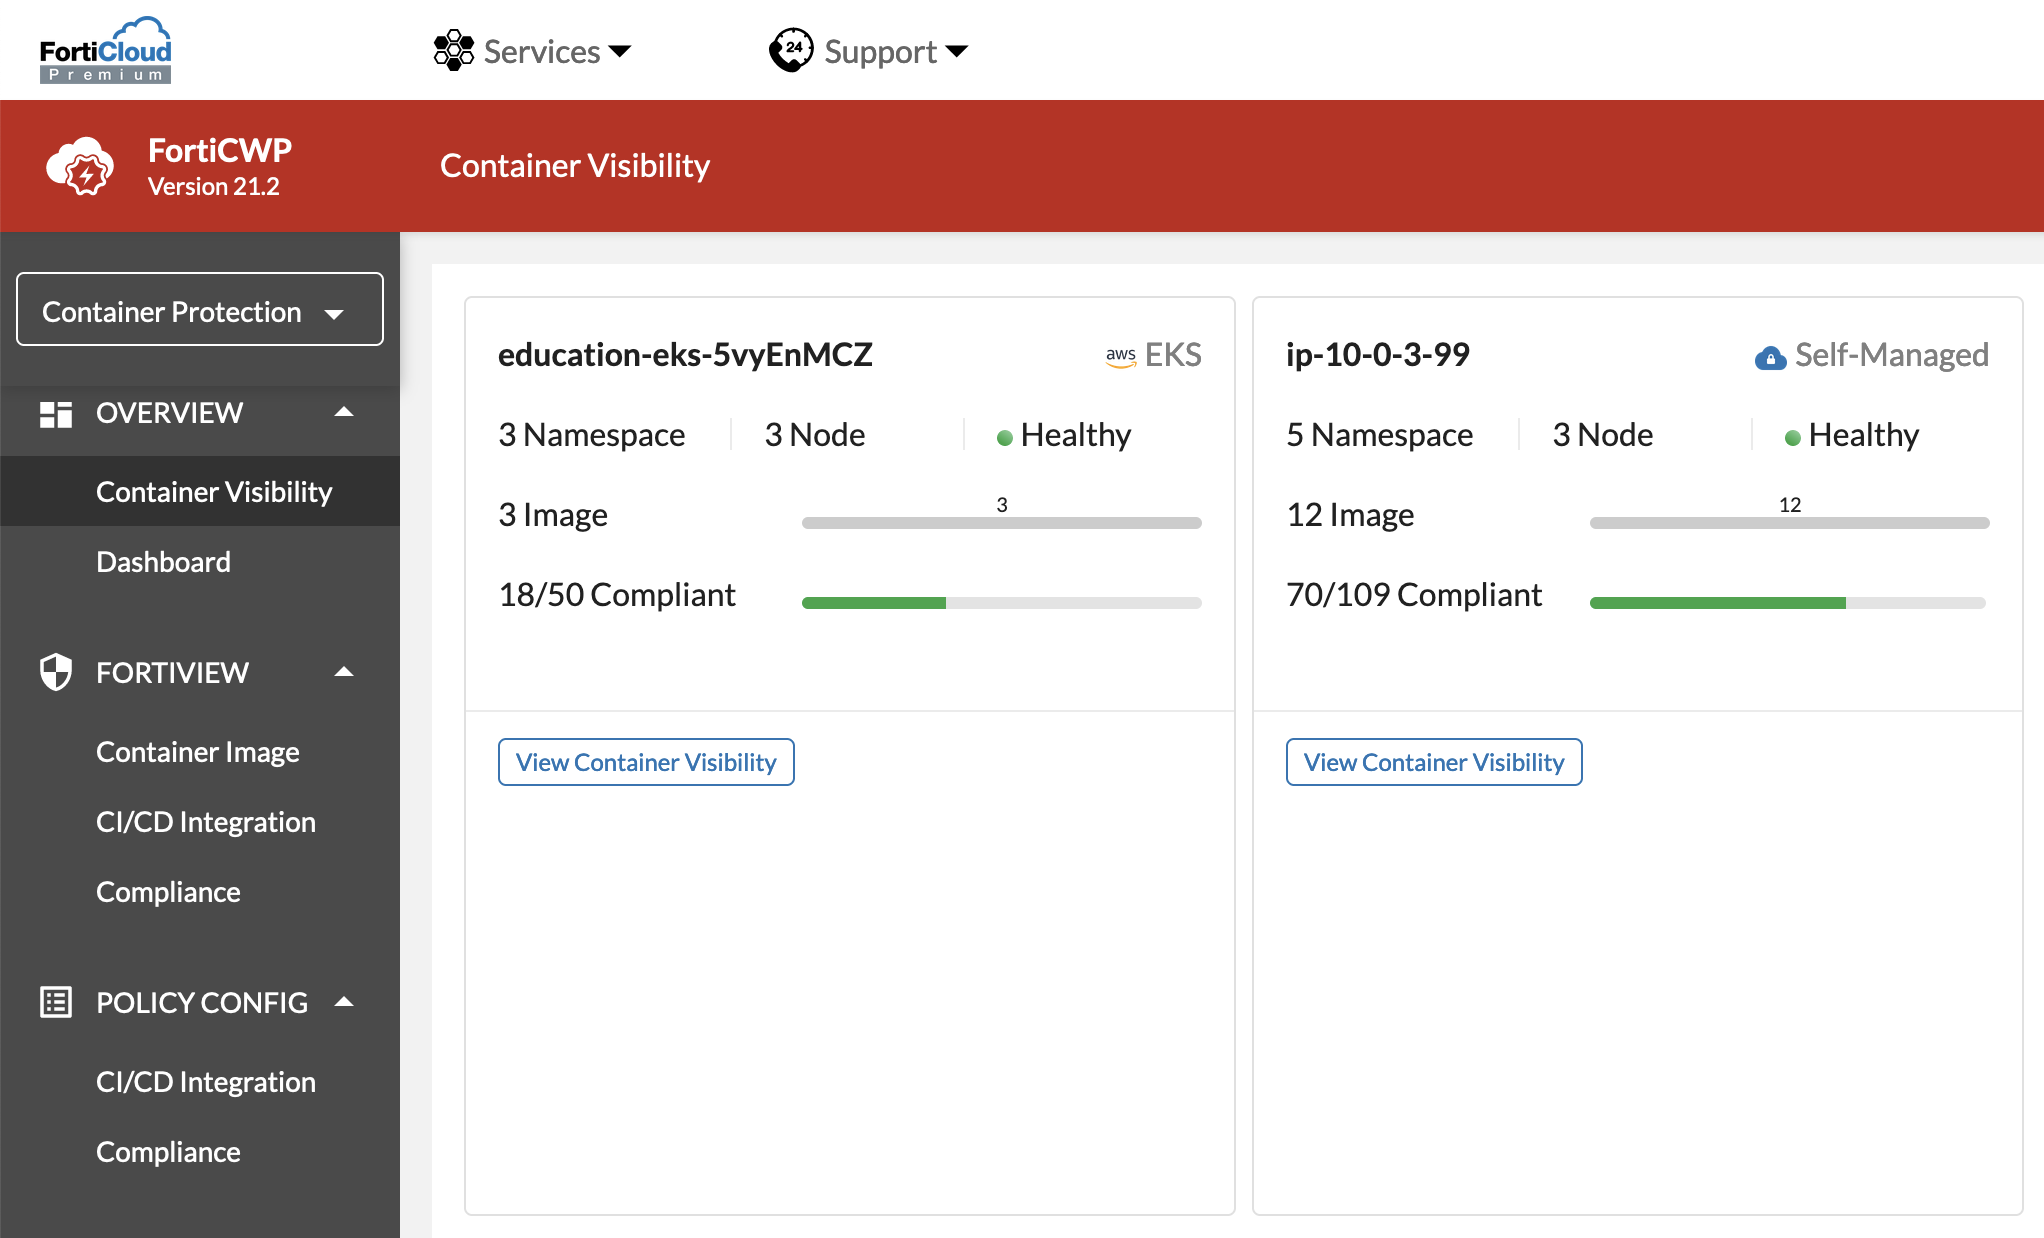 FortiCloud
Premium
Services
24
Support
FortiCWP
Version 21.2
Container Visibility
Container Protection
OVERVIEW
Container Visibility
Dashboard
FORTIVIEW
Container Image
CI/CD Integration
Compliance
POLICY CONFIG
CI/CD Integration
Compliance
education-eks-5vyEnMCZ
aws EKS
3 Namespace
3 Node
Healthy
3 Image
3
18/50 Compliant
View Container Visibility
ip-10-0-3-99
Self-Managed
5 Namespace
3 Node
Healthy
12 Image
12
70/109 Compliant
View Container Visibility